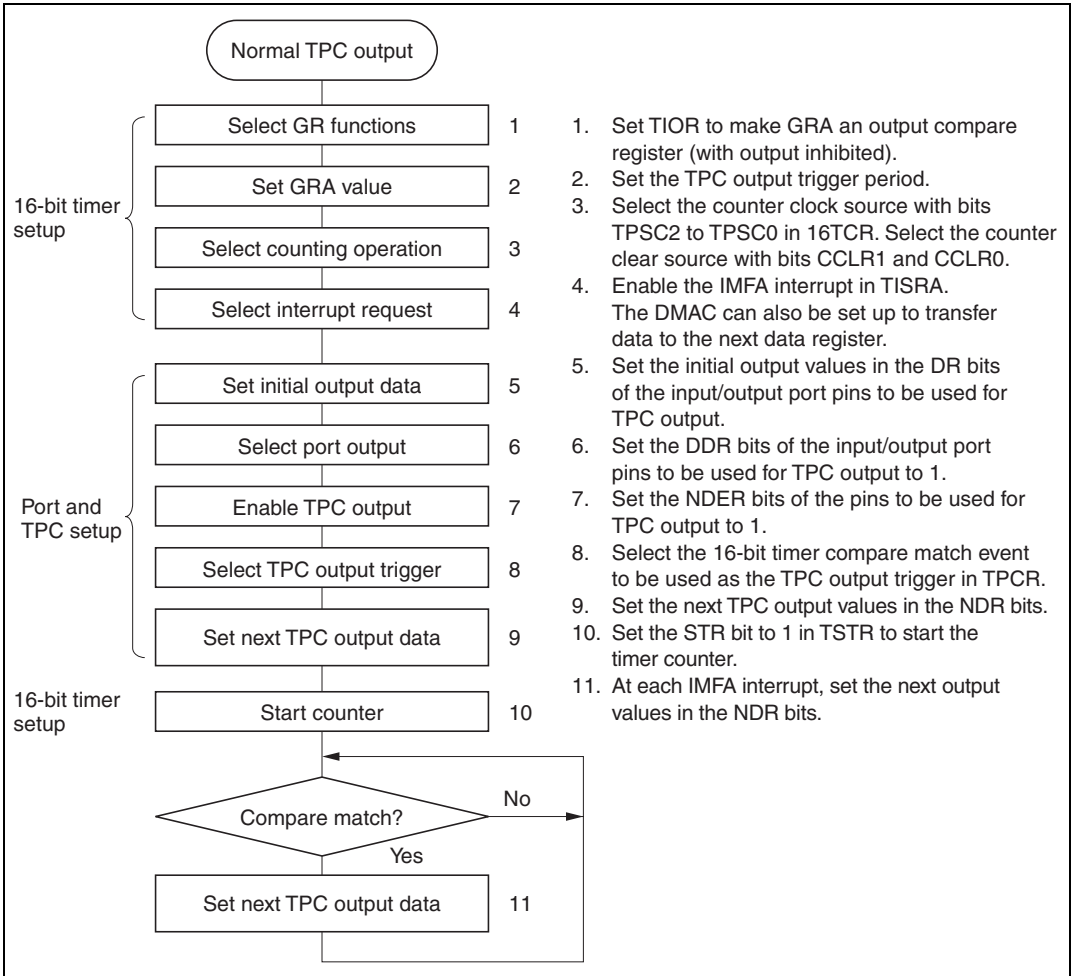 Normal TPC output
16-bit timer
setup
Select GR functions
1
Set GRA value
2
Select counting operation
3
Select interrupt request
4
Port and
TPC setup
Set initial output data
5
Select port output
6
Enable TPC output
7
Select TPC output trigger
8
Set next TPC output data
9
16-bit timer
setup
Start counter
10
Compare match?
No
Yes
Set next TPC output data
11
1. Set TIOR to make GRA an output compare
register (with output inhibited).
2. Set the TPC output trigger period.
3. Select the counter clock source with bits
TPSC2 to TPSC0 in 16TCR. Select the counter
clear source with bits CCLR1 and CCLR0.
4. Enable the IMFA interrupt in TISRA.
The DMAC can also be set up to transfer
data to the next data register.
5. Set the initial output values in the DR bits
of the input/output port pins to be used for
TPC output.
6. Set the DDR bits of the input/output port
pins to be used for TPC output to 1.
7. Set the NDER bits of the pins to be used for
TPC output to 1.
8. Select the 16-bit timer compare match event
to be used as the TPC output trigger in TPCR.
9. Set the next TPC output values in the NDR bits.
10. Set the STR bit to 1 in TSTR to start the
timer counter.
11. At each IMFA interrupt, set the next output
values in the NDR bits.